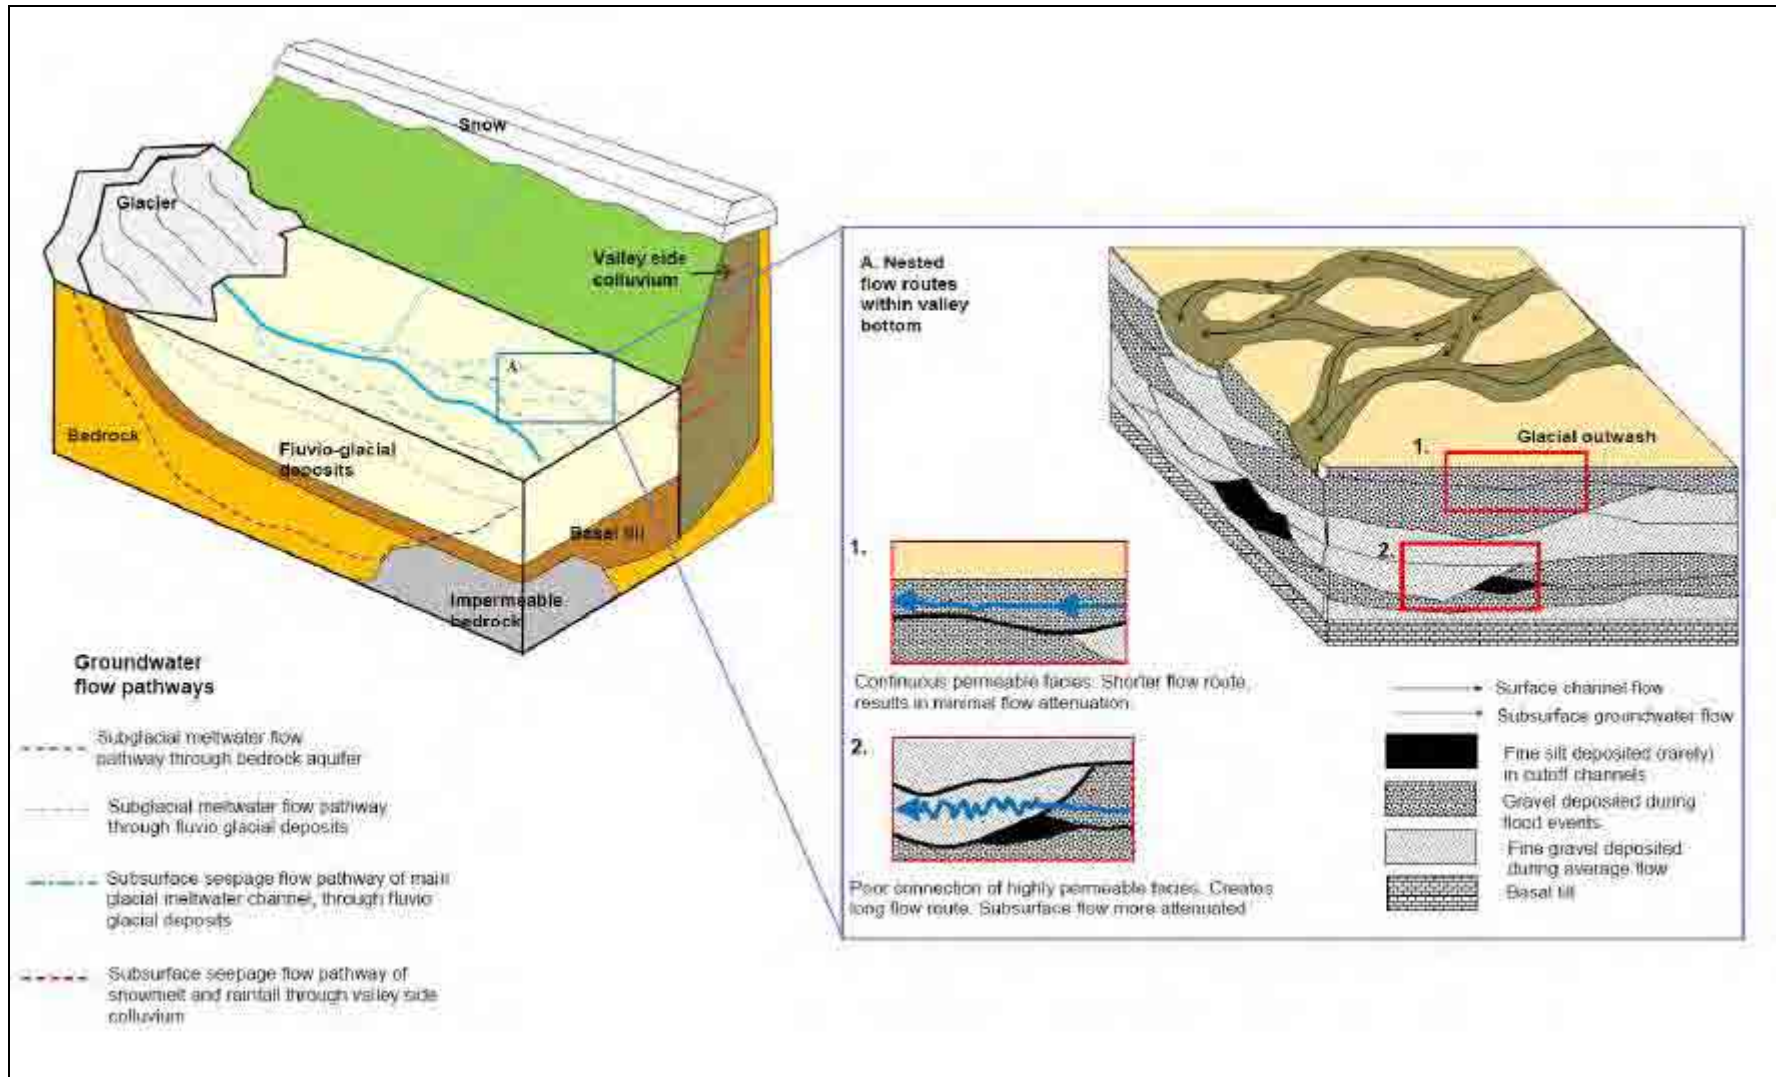 Snow
Glacier
Valley side
colluvium
A
Bedrock
Fluvio-glacial
deposits
Basal till
Impermeable
bedrock
Groundwater
flow pathways
Subglacial meltwater flow
pathway through bedrock aquifer
Subglacial meltwater flow pathway
through fluvio glacial deposits
Subsurface seepage flow pathway of main
glacial meltwater channel, through fluvio
glacial deposits
Subsurface seepage flow pathway of
snowmelt and rainfall through valley side
colluvium
A. Nested
flow routes
within valley
bottom
Glacial outwash
1.
2.
1.
Continuous permeable facies. Shorter flow route,
results in minimal flow attenuation
2.
Poor connection of highly permeable facies. Creates
long flow route. Subsurface flow more attenuated
Surface channel flow
Subsurface groundwater flow
Fine silt deposited (rarely)
in cutoff channels
Gravel deposited during
flood events
Fine gravel deposited
during average flow
Basal till